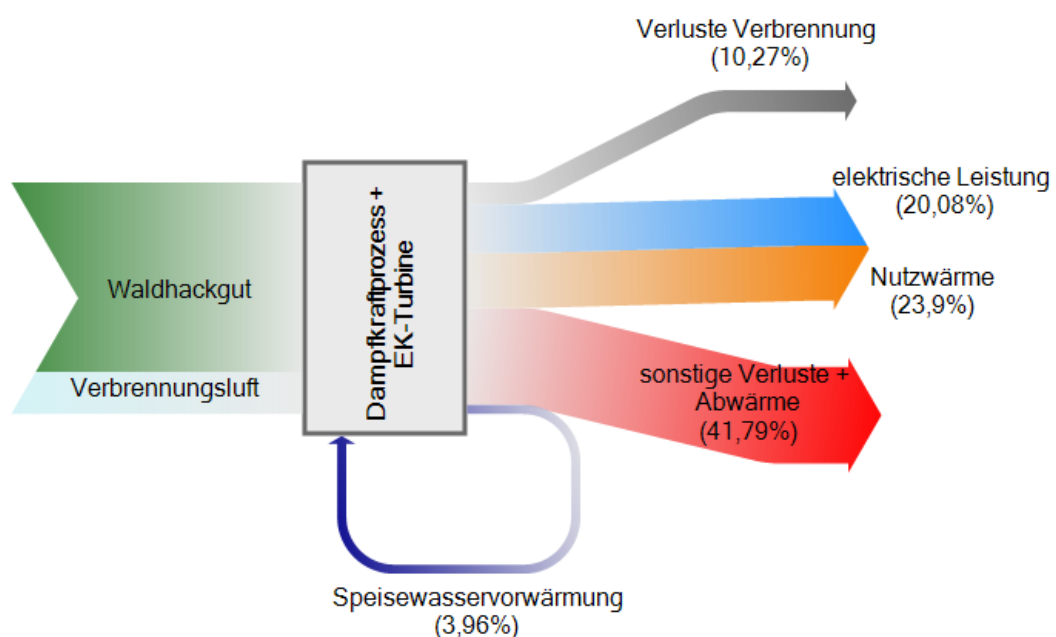 Verluste Verbrennung
(10,27%)
elektrische Leistung
(20,08%)
Waldhackgut
Dampfkraftprozess +
EK-Turbine
Nutzwärme
(23,9%)
Verbrennungsluft
sonstige Verluste +
Abwärme
(41,79%)
Speisewasservorwärmung
(3,96%)